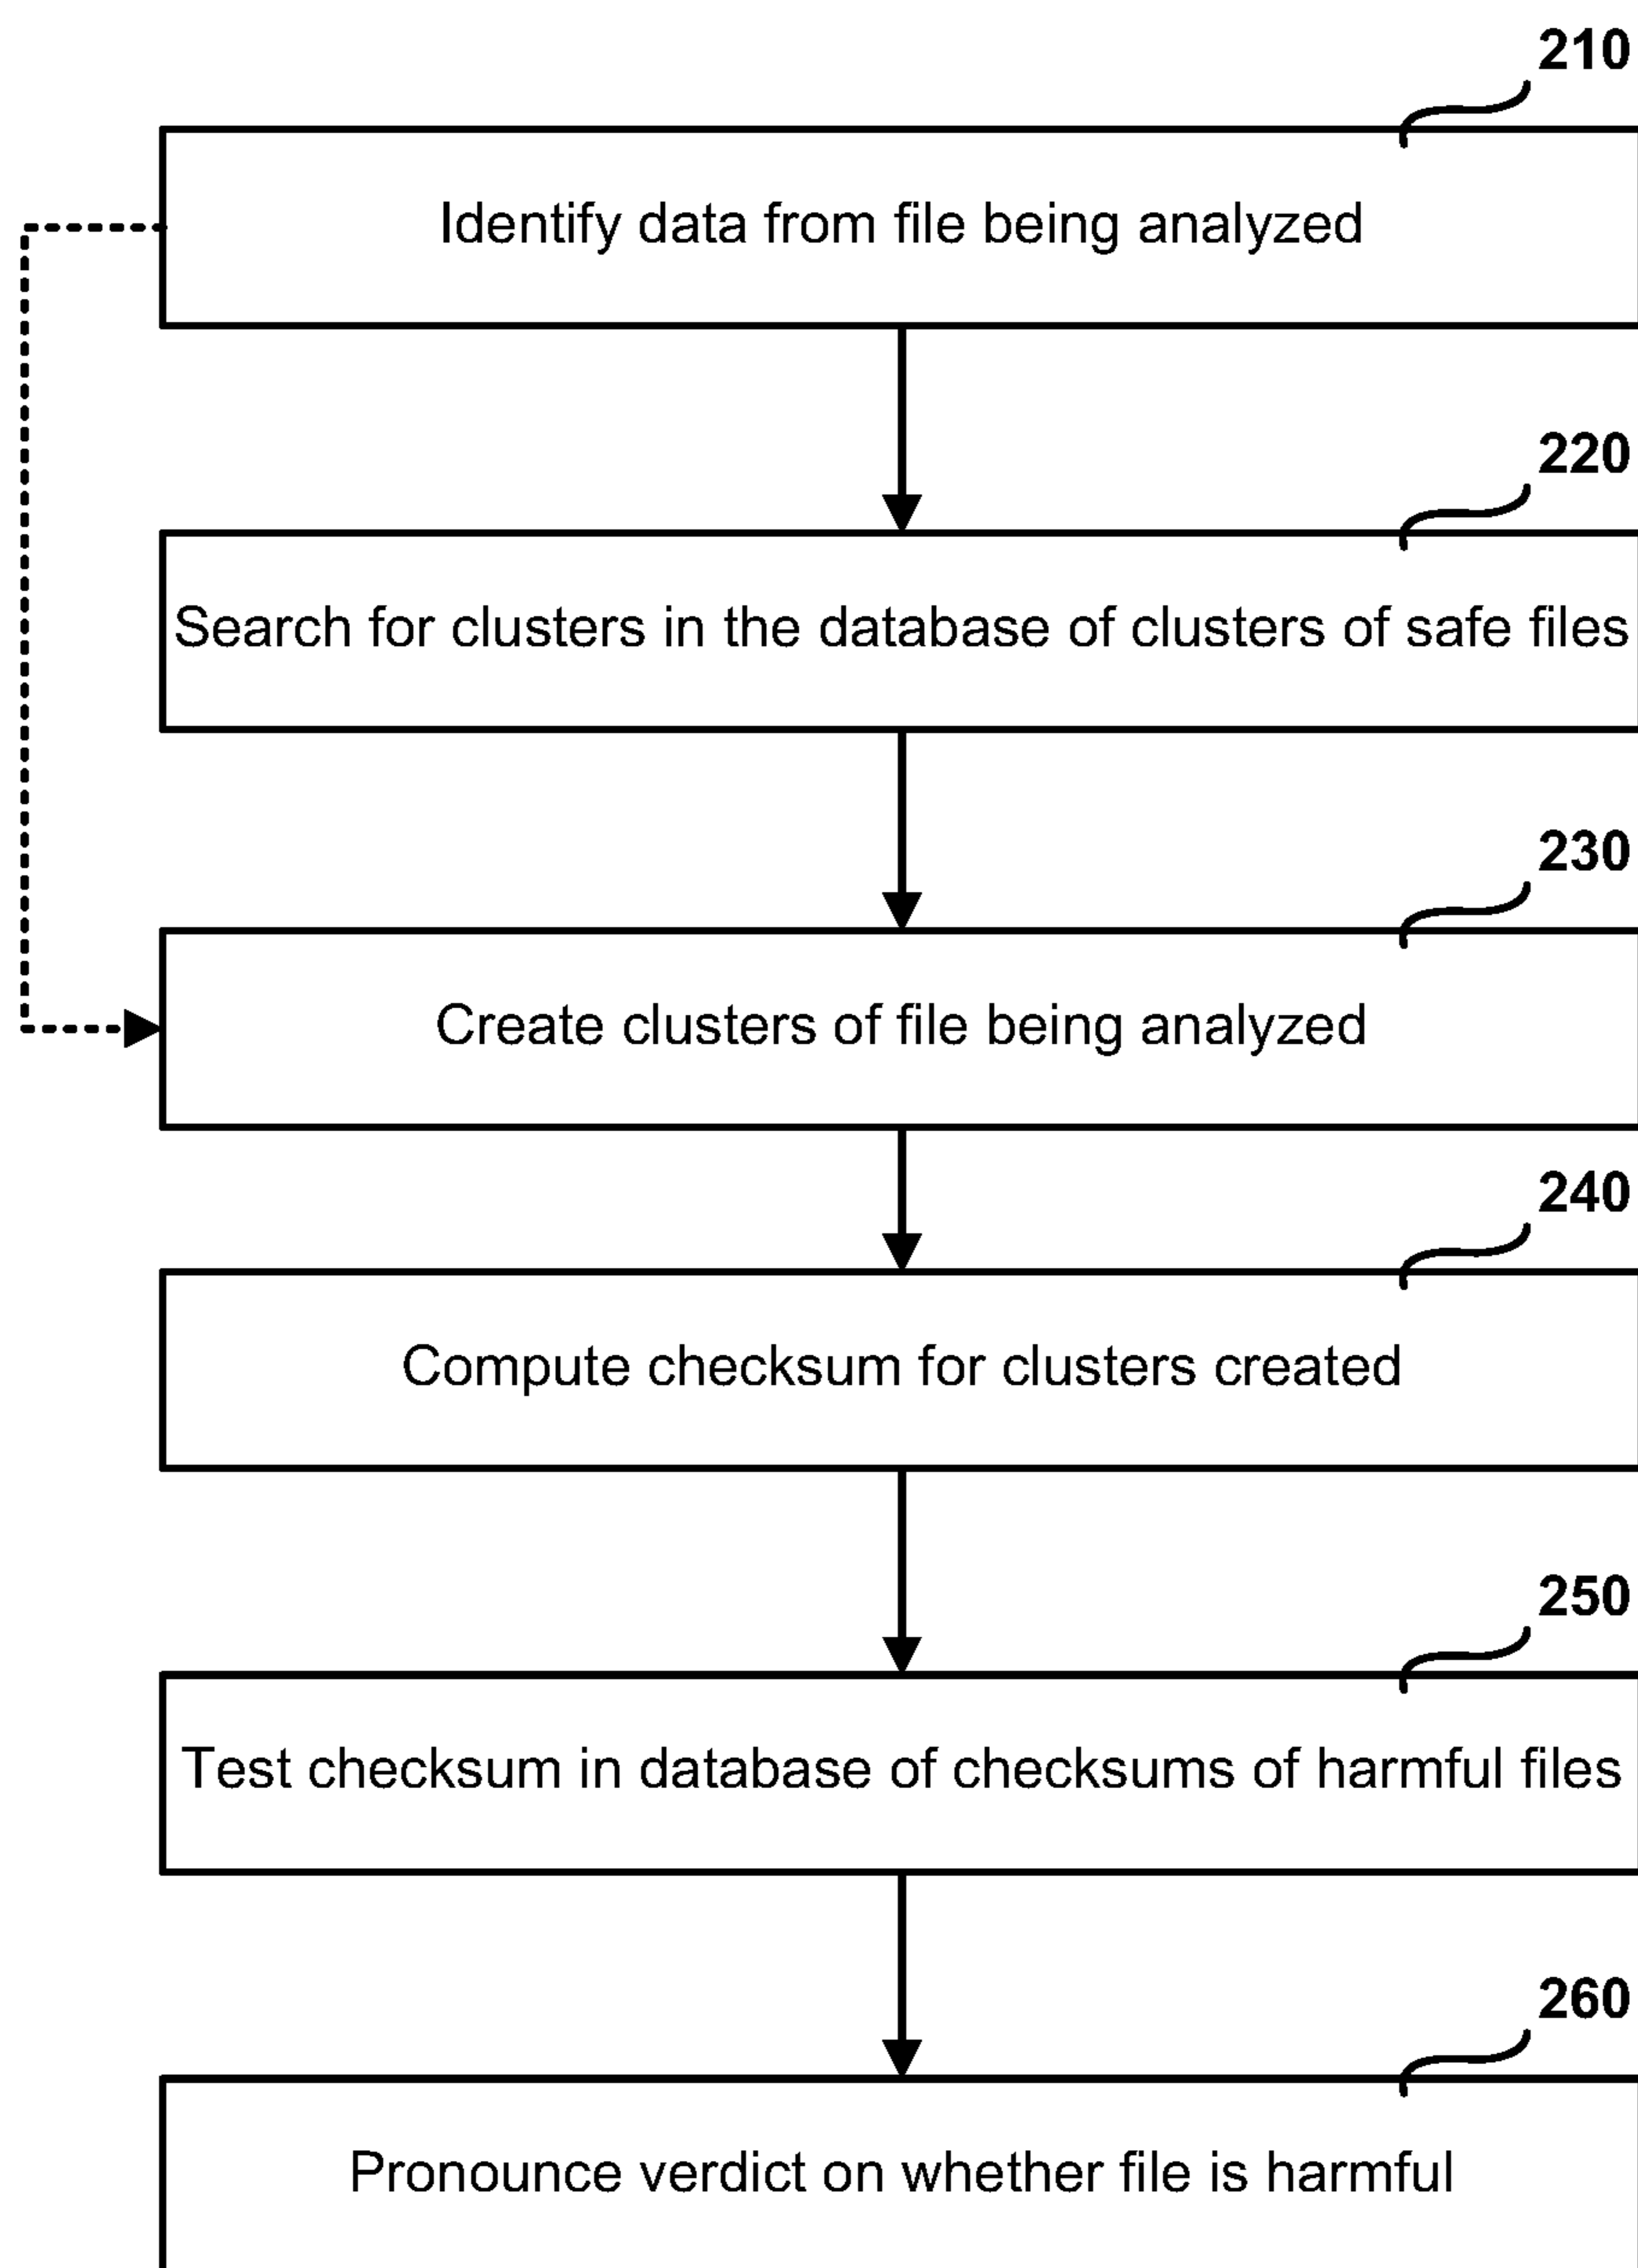 210
Identify data from file being analyzed
220
Search for clusters in the database of clusters of safe files
230
Create clusters of file being analyzed
240
Compute checksum for clusters created
250
Test checksum in database of checksums of harmful files
260
Pronounce verdict on whether file is harmful